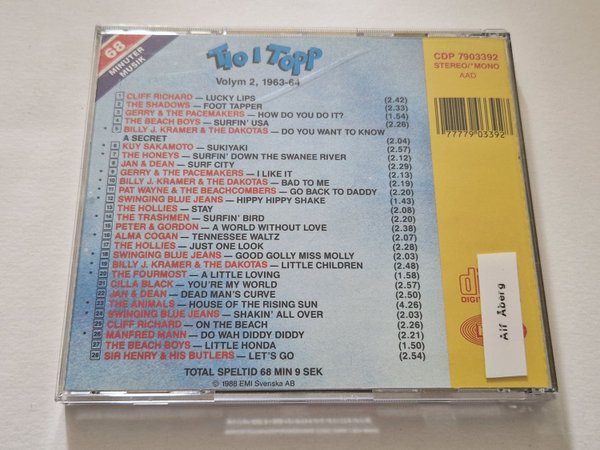 68
MINUTER
MUSIK
TIO I TOPP
Volym 2, 1963-64
CDP 7903392
STEREO/*MONO
AAD
1 CLIFF RICHARD — LUCKY LIPS (2.42)
2 THE SHADOWS — FOOT TAPPER (2.33)
3 GERRY & THE PACEMAKERS — HOW DO YOU DO IT? (1.54)
4 THE BEACH BOYS — SURFIN' USA (2.26)
5 BILLY J. KRAMER & THE DAKOTAS — DO YOU WANT TO KNOW
A SECRET (2.04)
6 KUY SAKAMOTO — SUKIYAKI (2.57)
7 THE HONEYS — SURFIN' DOWN THE SWANEE RIVER (2.12)
8 JAN & DEAN — SURF CITY (2.29)
9 GERRY & THE PACEMAKERS — I LIKE IT (2.13)
10 BILLY J. KRAMER & THE DAKOTAS — BAD TO ME (2.19)
11 PAT WAYNE & THE BEACHCOMBERS — GO BACK TO DADDY (2.20)
12 SWINGING BLUE JEANS — HIPPY HIPPY SHAKE (1.43)
13 THE HOLLIES — STAY (2.08)
14 THE TRASHMEN — SURFIN' BIRD (2.20)
15 PETER & GORDON — A WORLD WITHOUT LOVE (2.38)
16 ALMA COGAN — TENNESSEE WALTZ (2.07)
17 THE HOLLIES — JUST ONE LOOK (2.28)
18 SWINGING BLUE JEANS — GOOD GOLLY MISS MOLLY (2.03)
19 BILLY J. KRAMER & THE DAKOTAS — LITTLE CHILDREN (2.48)
20 THE FOURMOST — A LITTLE LOVING (1.58)
21 CILLA BLACK — YOU'RE MY WORLD (2.57)
22 JAN & DEAN — DEAD MAN'S CURVE (2.50)
23 THE ANIMALS — HOUSE OF THE RISING SUN (4.26)
24 SWINGING BLUE JEANS — SHAKIN' ALL OVER (2.03)
25 CLIFF RICHARD — ON THE BEACH (2.26)
26 MANFRED MANN — DO WAH DIDDY DIDDY (2.21)
27 THE BEACH BOYS — LITTLE HONDA (1.50)
28 SIR HENRY & HIS BUTLERS — LET'S GO (2.54)
TOTAL SPELTID 68 MIN 9 SEK
© 1988 EMI Svenska AB
77779 03392
Alf Åberg